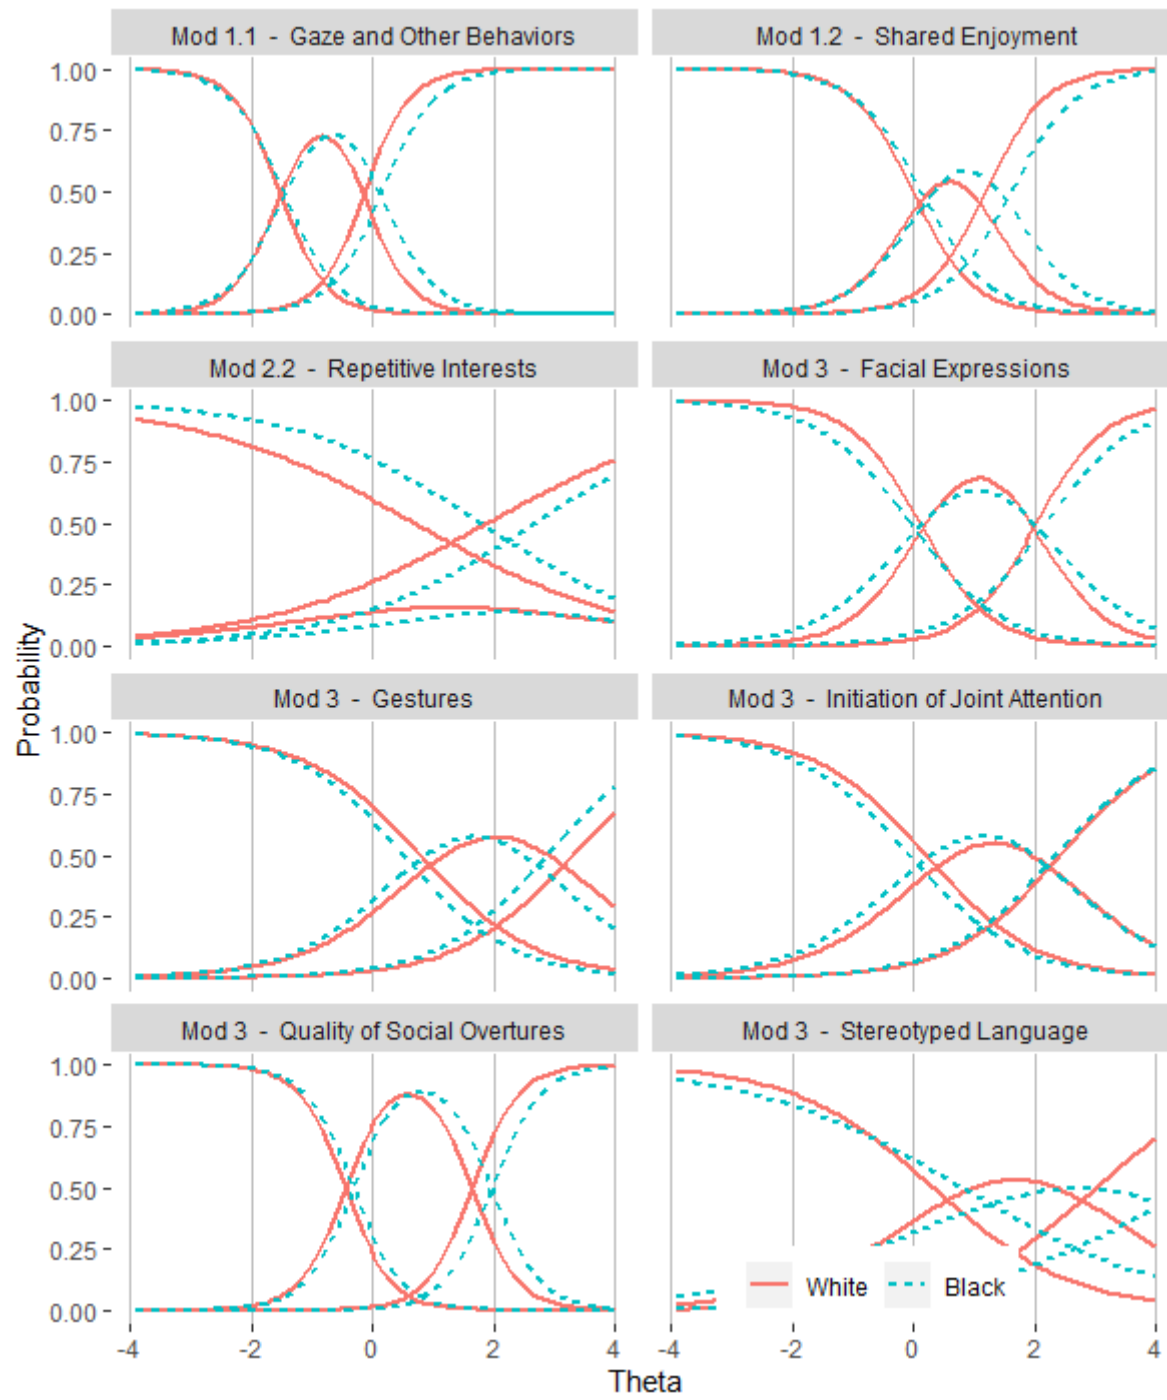 Mod 1.1 - Gaze and Other Behaviors
Mod 1.2 - Shared Enjoyment
1.00
0.75
0.50
0.25
0.00
Mod 2.2 - Repetitive Interests
Mod 3 - Facial Expressions
1.00
0.75
0.50
0.25
0.00
Probability
Mod 3 - Gestures
Mod 3 - Initiation of Joint Attention
1.00
0.75
0.50
0.25
0.00
Mod 3 - Quality of Social Overtures
Mod 3 - Stereotyped Language
1.00
0.75
0.50
0.25
0.00
White Black
-4 -2 0 2 4 -4 -2 0 2 4
Theta